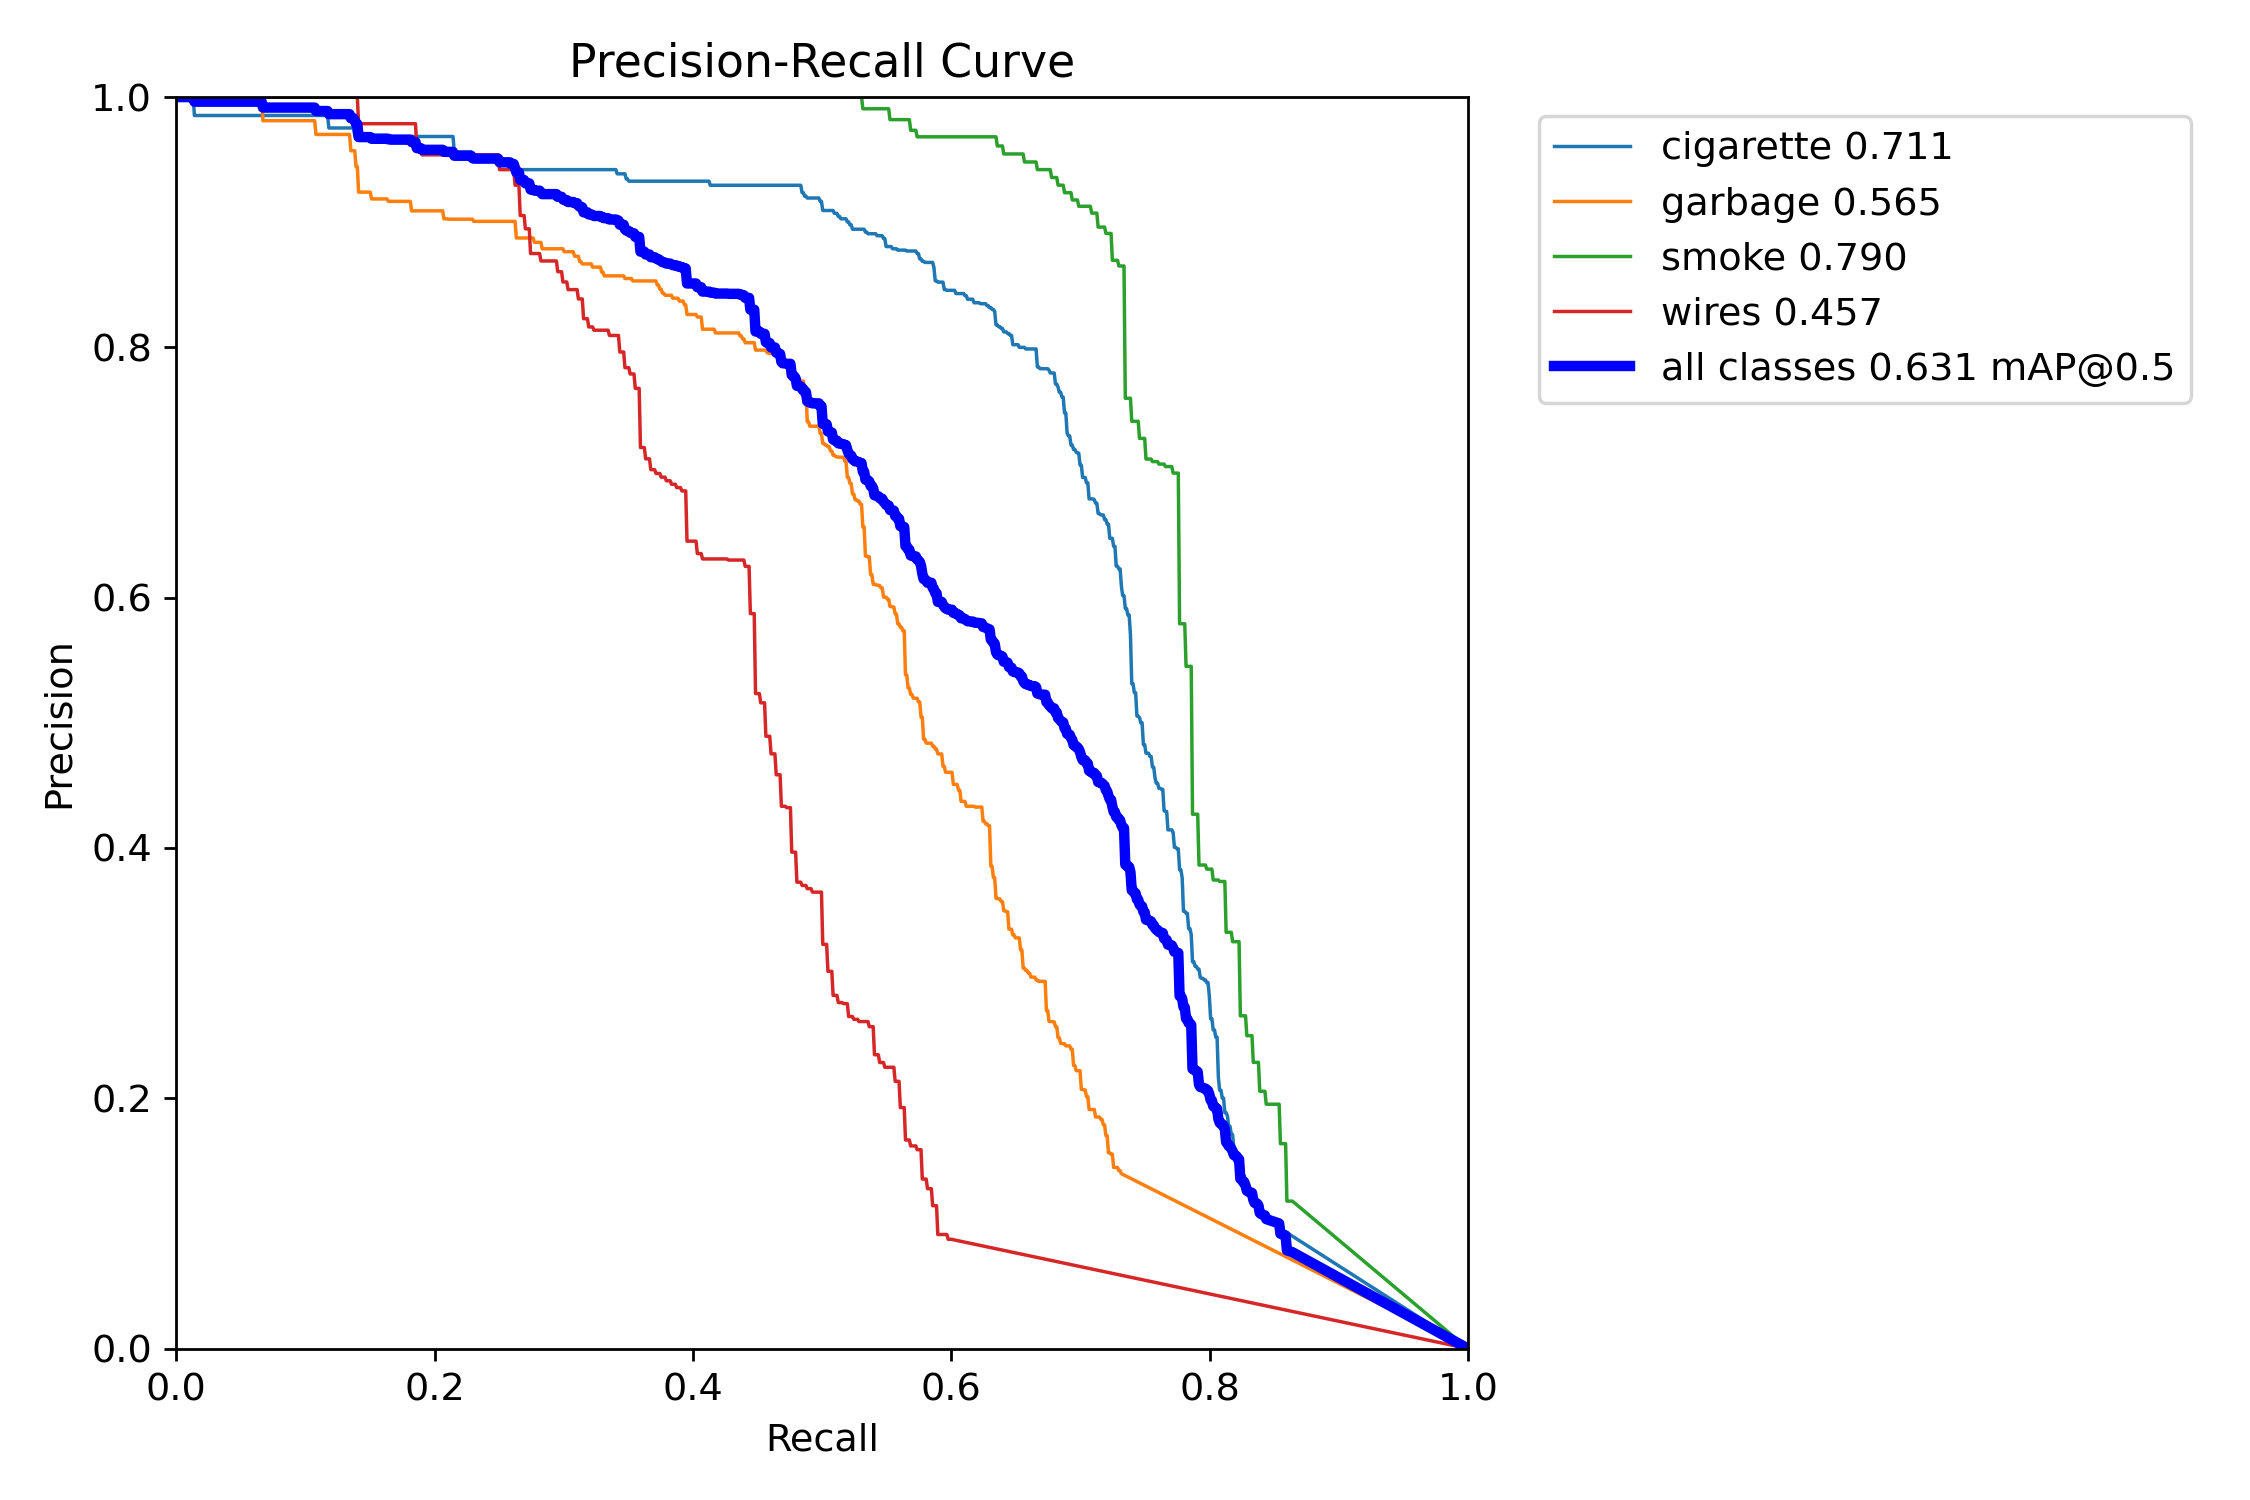 Precision-Recall Curve
1.0
0.8
0.6
0.4
0.2
0.0
Precision
0.0 0.2 0.4 0.6 0.8 1.0
Recall
cigarette 0.711
garbage 0.565
smoke 0.790
wires 0.457
all classes 0.631 mAP@0.5